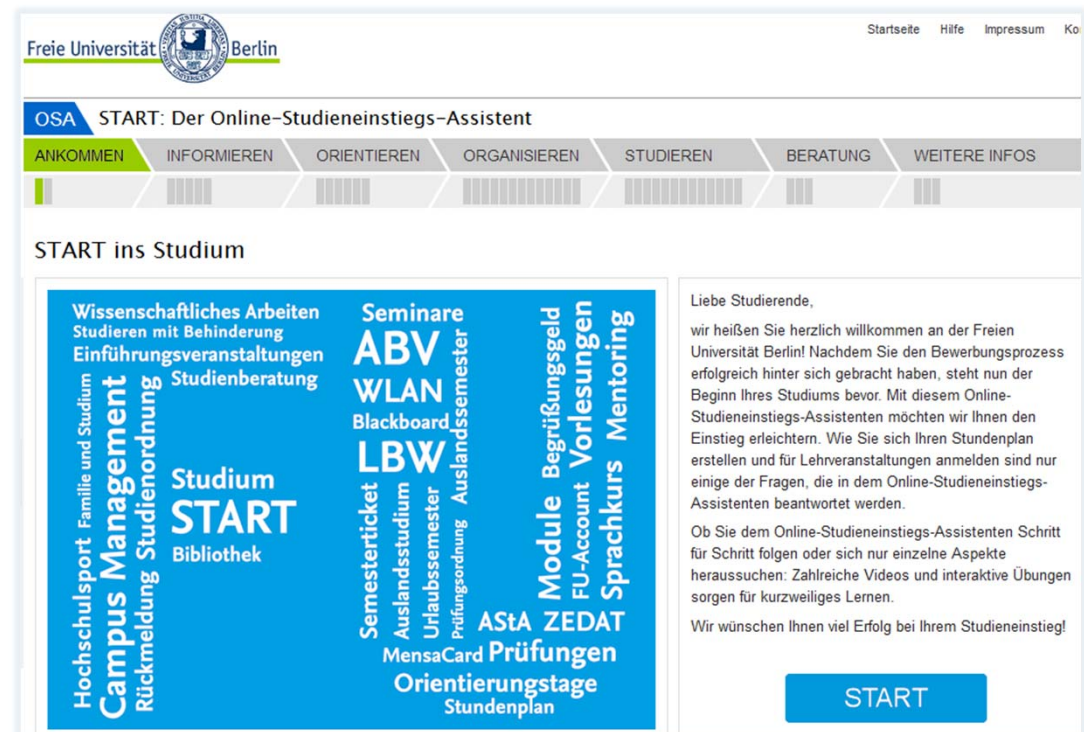 Freie Universität Berlin
Startseite Hilfe Impressum
OSA START: Der Online-Studieneinstiegs-Assistent
ANKOMMEN INFORMIEREN ORIENTIEREN ORGANISIEREN STUDIEREN BERATUNG WEITERE INFOS
START ins Studium
Wissenschaftliches Arbeiten
Studieren mit Behinderung
Einführungsveranstaltungen
Studienberatung
Hochschulsport
Familie und Studium
Campus Management
Rückmeldung
Studienordnung
Studium
START
Bibliothek
Seminare
ABV
WLAN
Blackboard
LBW
Auslandssemester
Semesterticket
Auslandsstudium
Urlaubssemester
Prüfungsordnung
Begrüßungsgeld
Module
Vorlesungen
FU-Account
Mentoring
Sprachkurs
AStA ZEDAT
MensaCard Prüfungen
Orientierungstage
Stundenplan
Liebe Studierende,
wir heißen Sie herzlich willkommen an der Freien
Universität Berlin! Nachdem Sie den Bewerbungsprozess
erfolgreich hinter sich gebracht haben, steht nun der
Beginn Ihres Studiums bevor. Mit diesem Online-
Studieneinstiegs-Assistenten möchten wir Ihnen den
Einstieg erleichtern. Wie Sie sich Ihren Stundenplan
erstellen und für Lehrveranstaltungen anmelden sind nur
einige der Fragen, die in dem Online-Studieneinstiegs-
Assistenten beantwortet werden.
Ob Sie dem Online-Studieneinstiegs-Assistenten Schritt
für Schritt folgen oder sich nur einzelne Aspekte
heraussuchen: Zahlreiche Videos und interaktive Übungen
sorgen für kurzweiliges Lernen.
Wir wünschen Ihnen viel Erfolg bei Ihrem Studieneinstieg!
START